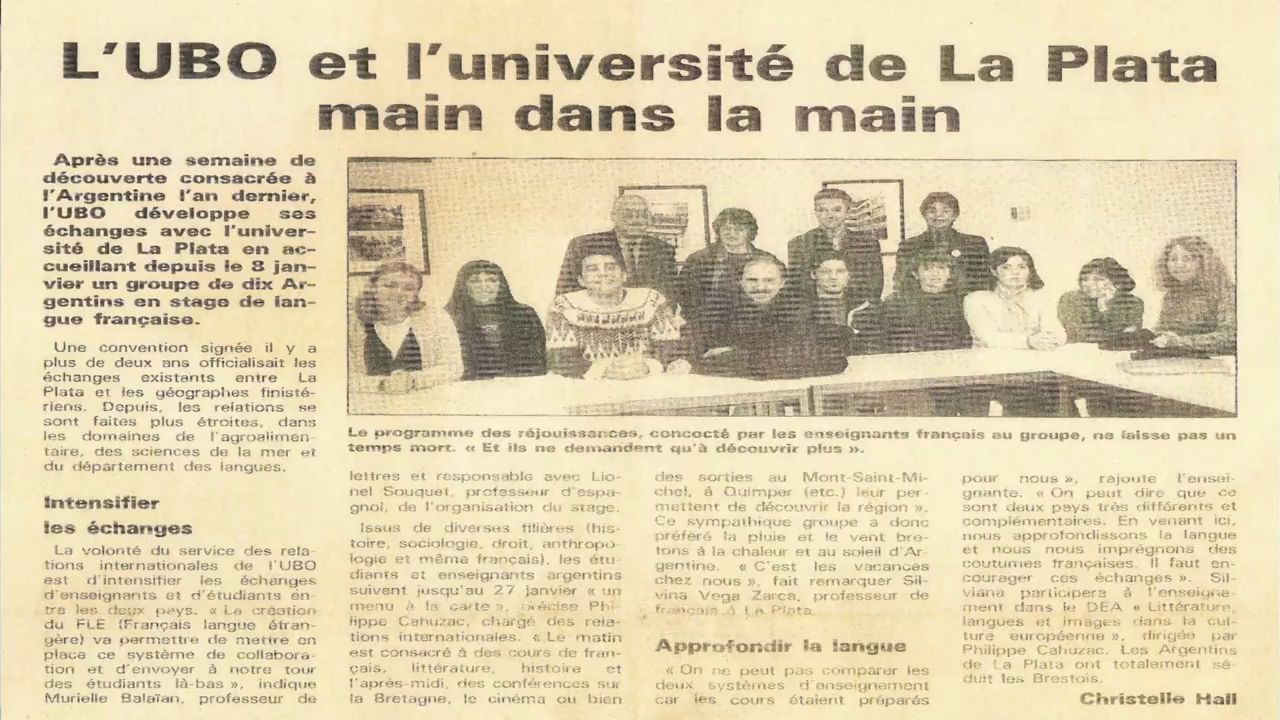 L'UBO et l'université de La Plata
main dans la main
Après une semaine de
découverte consacrée à
l'Argentine l'an dernier,
l'UBO développe ses
échanges avec l'univer-
sité de La Plata en ac-
cueillant depuis le 8 jan-
vier un groupe de dix Ar-
gentins en stage de lan-
gue française.
Une convention signée il y a
plus de deux ans officialisait les
échanges existants entre La
Plata et les géographes finisté-
riens. Depuis, les relations se
sont faites plus étroites, dans
les domaines de l'agroalimen-
taire, des sciences de la mer et
du département des langues.
Intensifier
les échanges
La volonté du service des rela-
tions internationales de l'UBO
est d'intensifier les échanges
d'enseignants et d'étudiants en-
tre les deux pays. « La création
du FLE (Français langue étran-
gère) va permettre de mettre en
place ce système de collabora-
tion et d'envoyer à notre tour
des étudiants là-bas », indique
Murielle Balaïan, professeur de
Le programme des réjouissances, concocté par les enseignants français au groupe, ne laisse pas un
temps mort. « Et ils ne demandent qu'à découvrir plus ».
lettres et responsable avec Lio-
nel Souquet, professeur d'espa-
gnol, de l'organisation du stage.
Issus de diverses filières (his-
toire, sociologie, droit, anthropo-
logie et même français), les étu-
diants et enseignants argentins
suivent jusqu'au 27 janvier « un
menu à la carte », précise Phi-
lippe Cahuzac, chargé des rela-
tions internationales. « Le matin
est consacré à des cours de fran-
çais, littérature, histoire et
l'après-midi, des conférences sur
la Bretagne, le cinéma ou bien
des sorties au Mont-Saint-Mi-
chel, à Quimper (etc.) leur per-
mettent de découvrir la région ».
Ce sympathique groupe a donc
préféré la pluie et le vent bre-
tons à la chaleur et au soleil d'Ar-
gentine. « C'est les vacances
chez nous », fait remarquer Sil-
vina Vega Zarca, professeur de
français à La Plata.
Approfondir la langue
« On ne peut pas comparer les
deux systèmes d'enseignement
car les cours étaient préparés
pour nous », rajoute l'ensei-
gnante. « On peut dire que ce
sont deux pays très différents et
complémentaires. En venant ici,
nous approfondissons la langue
et nous nous imprégnons des
coutumes françaises. Il faut en-
courager ces échanges ». Sil-
viana participera à l'enseigne-
ment dans le DEA « Littérature,
langues et images dans la cul-
ture européenne », dirigée par
Philippe Cahuzac. Les Argentins
de La Plata ont totalement sé-
duit les Brestois.
Christelle Hall